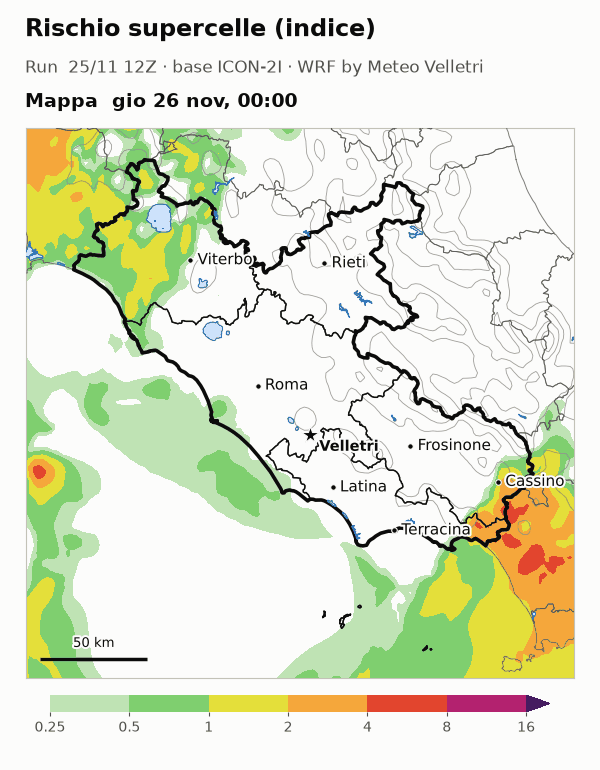 Rischio supercelle (indice)
Run  25/11 12Z · base ICON-2I · WRF by Meteo Velletri
Mappa  gio 26 nov, 00:00
Viterbo
Rieti
Roma
Velletri
Frosinone
Cassino
Latina
Terracina
50 km
0.25 0.5 1 2 4 8 16